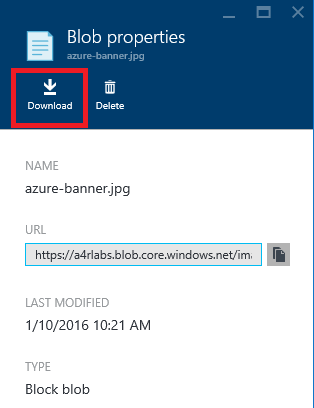 Blob properties
azure-banner.jpg
Download Delete
NAME
azure-banner.jpg
URL
https://a4rlabs.blob.core.windows.net/ima
LAST MODIFIED
1/10/2016 10:21 AM
TYPE
Block blob